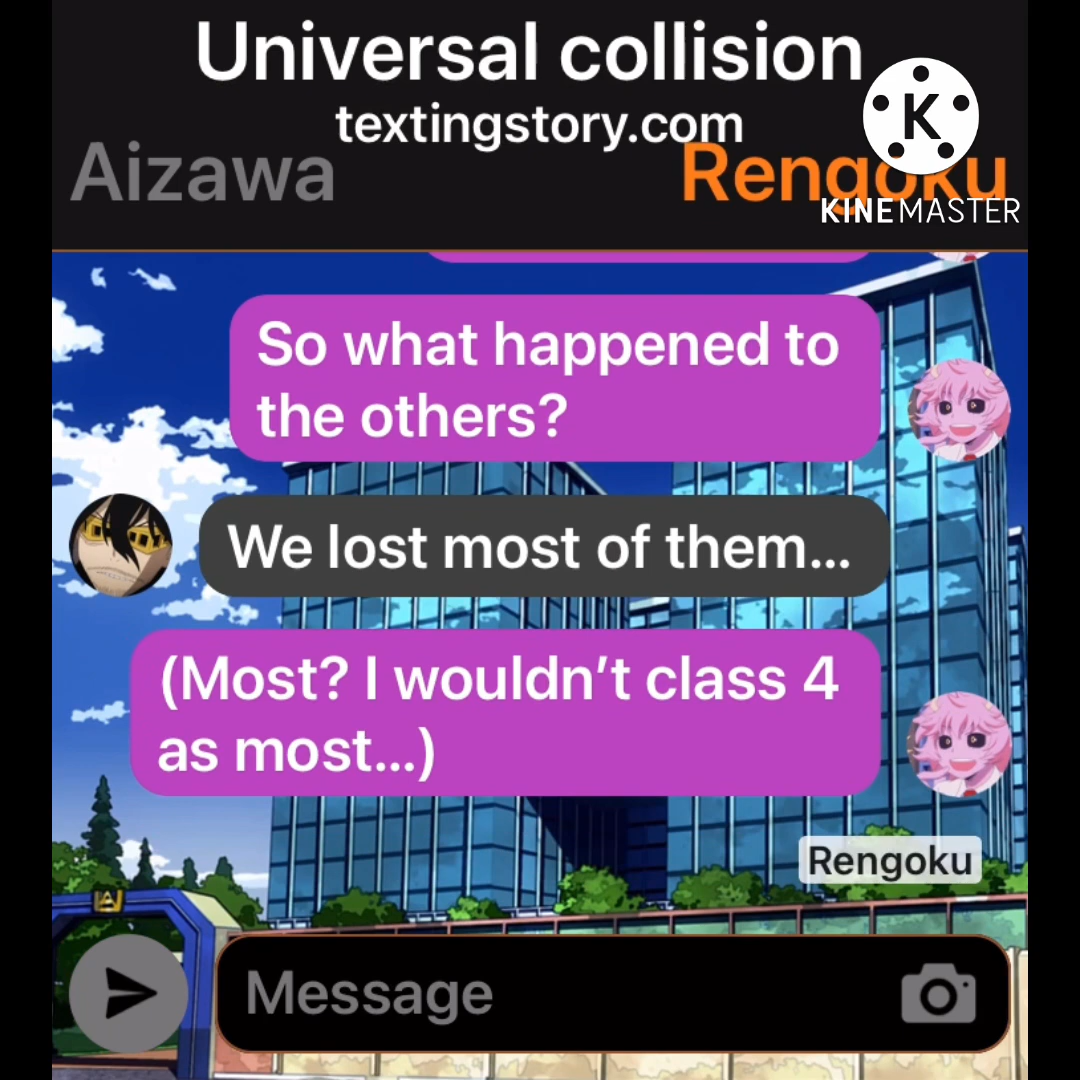 Universal collision
textingstory.com
K
Aizawa
Rengoku
KINEMASTER
So what happened to
the others?
We lost most of them...
(Most? I wouldn’t class 4
as most...)
Rengoku
Message